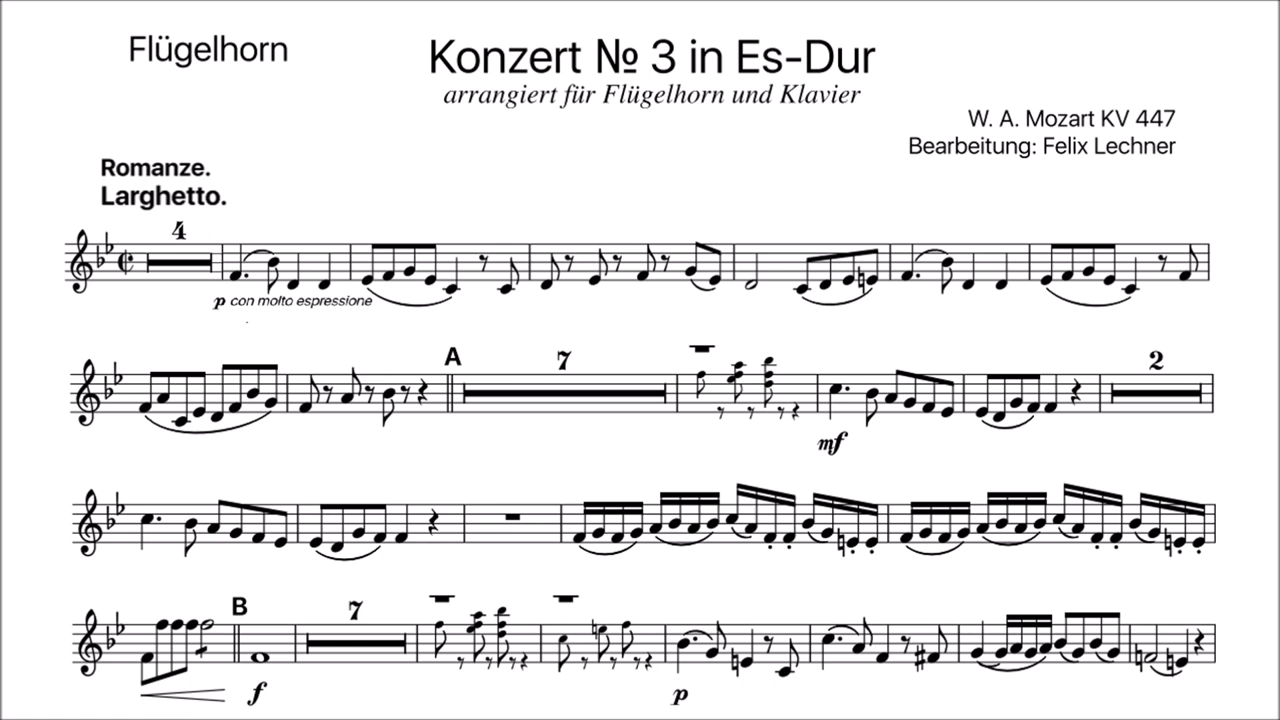 Flügelhorn
Konzert № 3 in Es-Dur
arrangiert für Flügelhorn und Klavier
W. A. Mozart KV 447
Bearbeitung: Felix Lechner
Romanze.
Larghetto.
4
p con molto espressione
A
7
2
mf
B
7
f
p